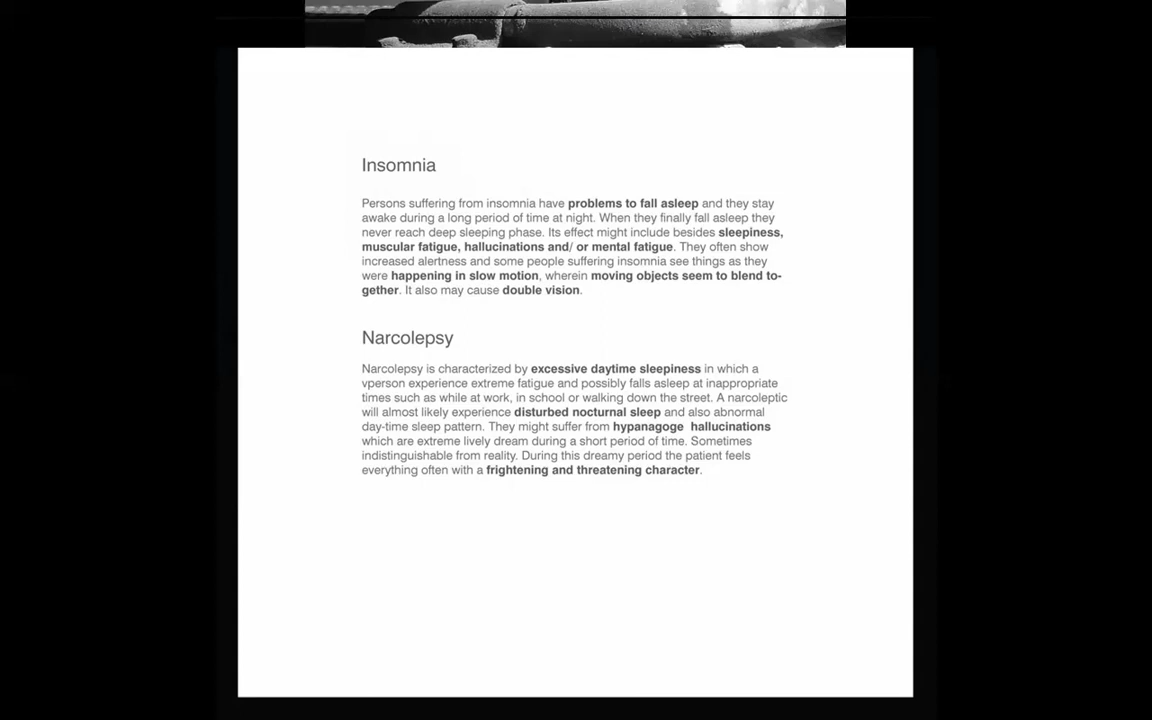 Insomnia
Persons suffering from insomnia have problems to fall asleep and they stay
awake during a long period of time at night. When they finally fall asleep they
never reach deep sleeping phase. Its effect might include besides sleepiness,
muscular fatigue, hallucinations and/ or mental fatigue. They often show
increased alertness and some people suffering insomnia see things as they
were happening in slow motion, wherein moving objects seem to blend to-
gether. It also may cause double vision.
Narcolepsy
Narcolepsy is characterized by excessive daytime sleepiness in which a
vperson experience extreme fatigue and possibly falls asleep at inappropriate
times such as while at work, in school or walking down the street. A narcoleptic
will almost likely experience disturbed nocturnal sleep and also abnormal
day-time sleep pattern. They might suffer from hypanagoge  hallucinations
which are extreme lively dream during a short period of time. Sometimes
indistinguishable from reality. During this dreamy period the patient feels
everything often with a frightening and threatening character.